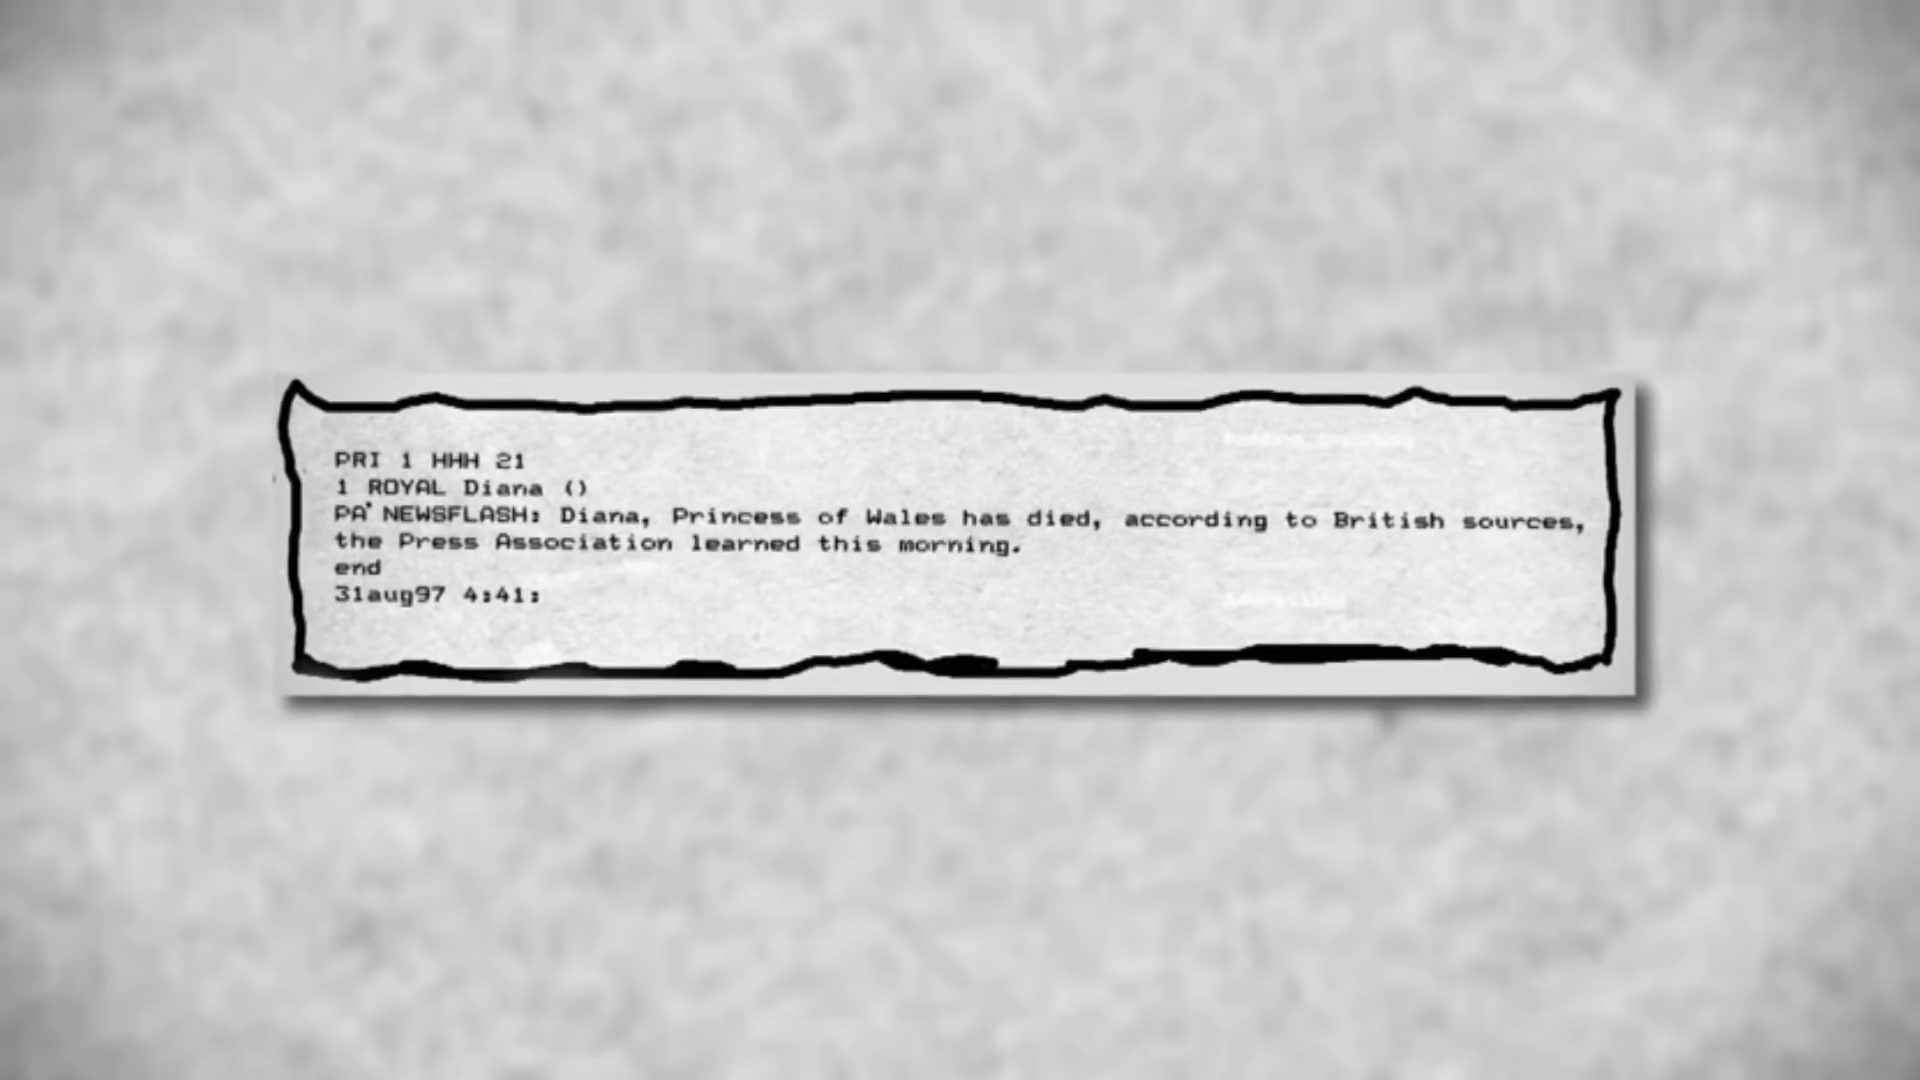 PRI 1 HHH 21
1 ROYAL Diana ()
PA NEWSFLASH: Diana, Princess of Wales has died, according to British sources,
the Press Association learned this morning.
end
31aug97 4:41: